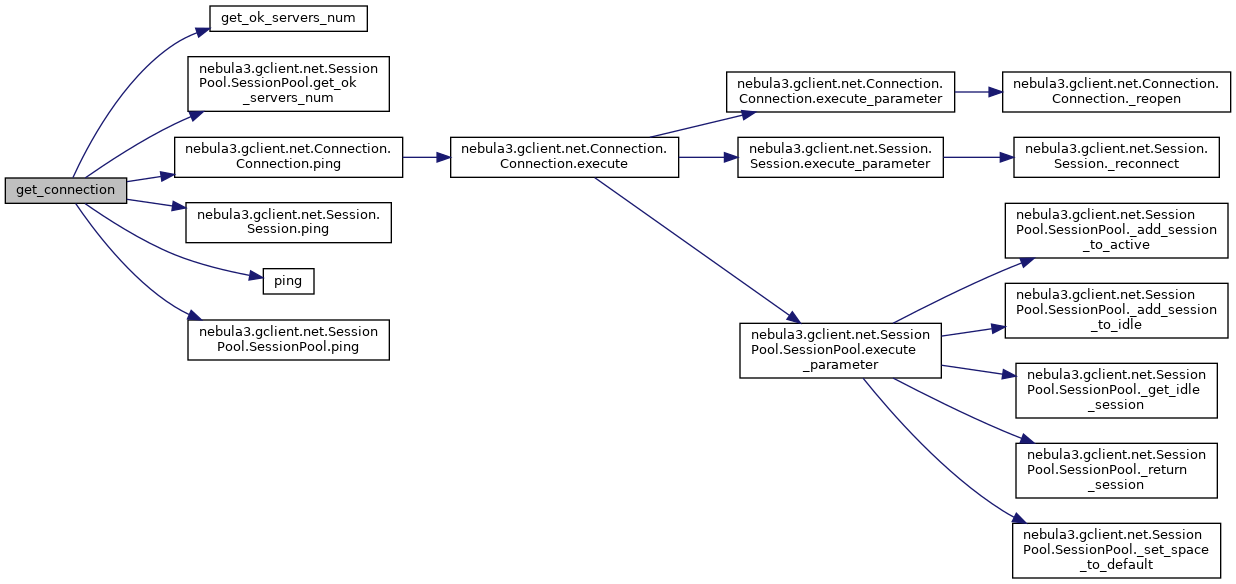 get_connection
get_ok_servers_num
nebula3.gclient.net.Session
Pool.SessionPool.get_ok
_servers_num
nebula3.gclient.net.Connection.
Connection.ping
nebula3.gclient.net.Session.
Session.ping
ping
nebula3.gclient.net.Session
Pool.SessionPool.ping
nebula3.gclient.net.Connection.
Connection.execute
nebula3.gclient.net.Connection.
Connection.execute_parameter
nebula3.gclient.net.Session.
Session.execute_parameter
nebula3.gclient.net.Session
Pool.SessionPool.execute
_parameter
nebula3.gclient.net.Connection.
Connection._reopen
nebula3.gclient.net.Session.
Session._reconnect
nebula3.gclient.net.Session
Pool.SessionPool._add_session
_to_active
nebula3.gclient.net.Session
Pool.SessionPool._add_session
_to_idle
nebula3.gclient.net.Session
Pool.SessionPool._get_idle
_session
nebula3.gclient.net.Session
Pool.SessionPool._return
_session
nebula3.gclient.net.Session
Pool.SessionPool._set_space
_to_default